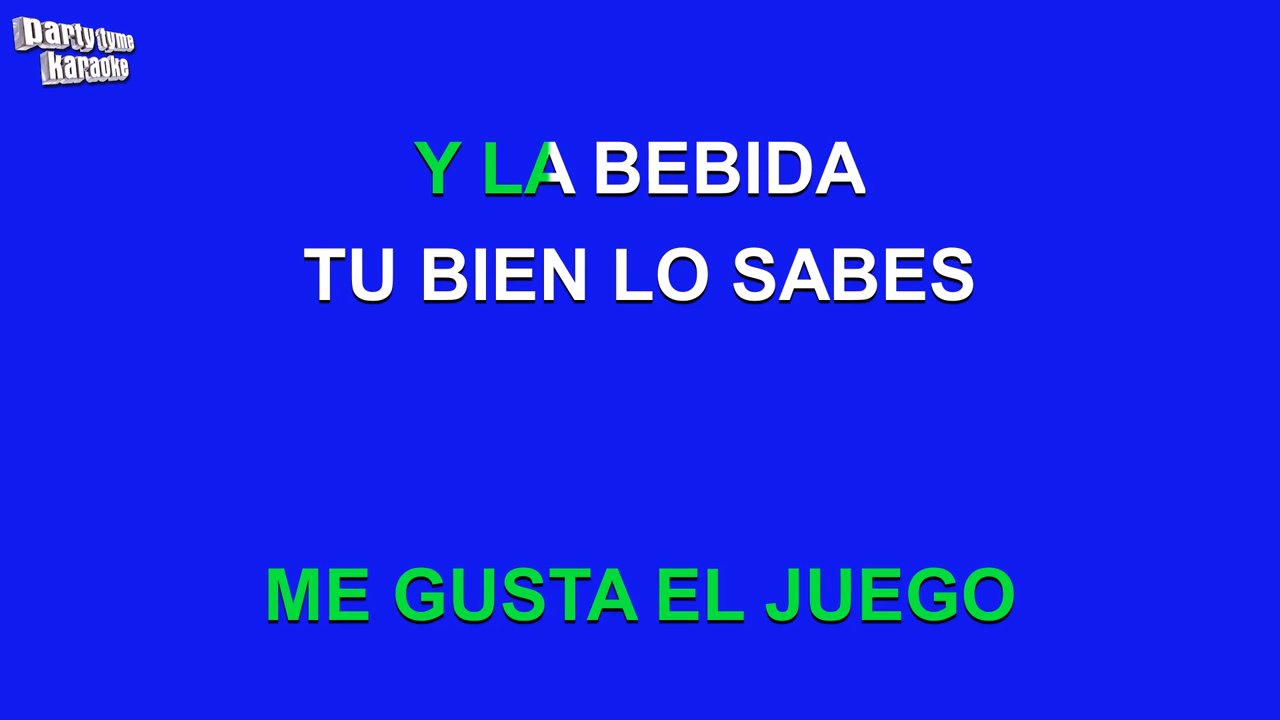 party tyme
karaoke
Y LA BEBIDA
TU BIEN LO SABES
ME GUSTA EL JUEGO